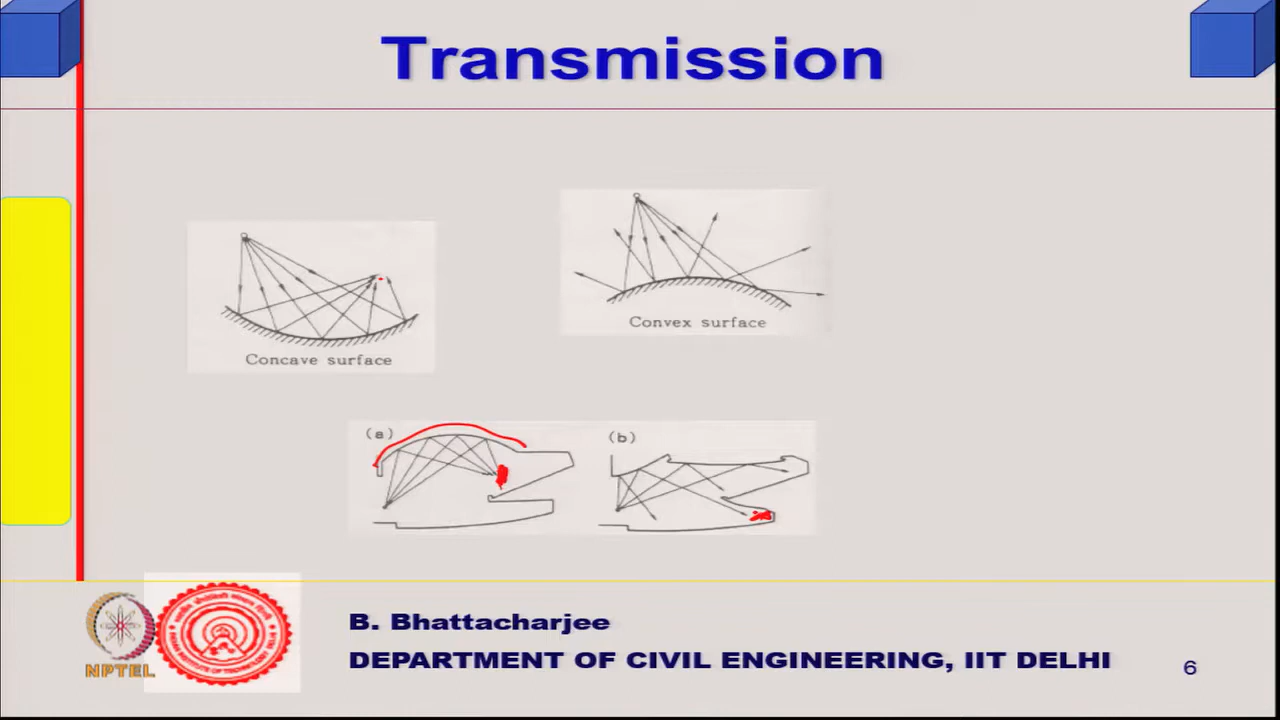 Transmission
Concave surface
Convex surface
(a)
(b)
NPTEL
B. Bhattacharjee
DEPARTMENT OF CIVIL ENGINEERING, IIT DELHI
6